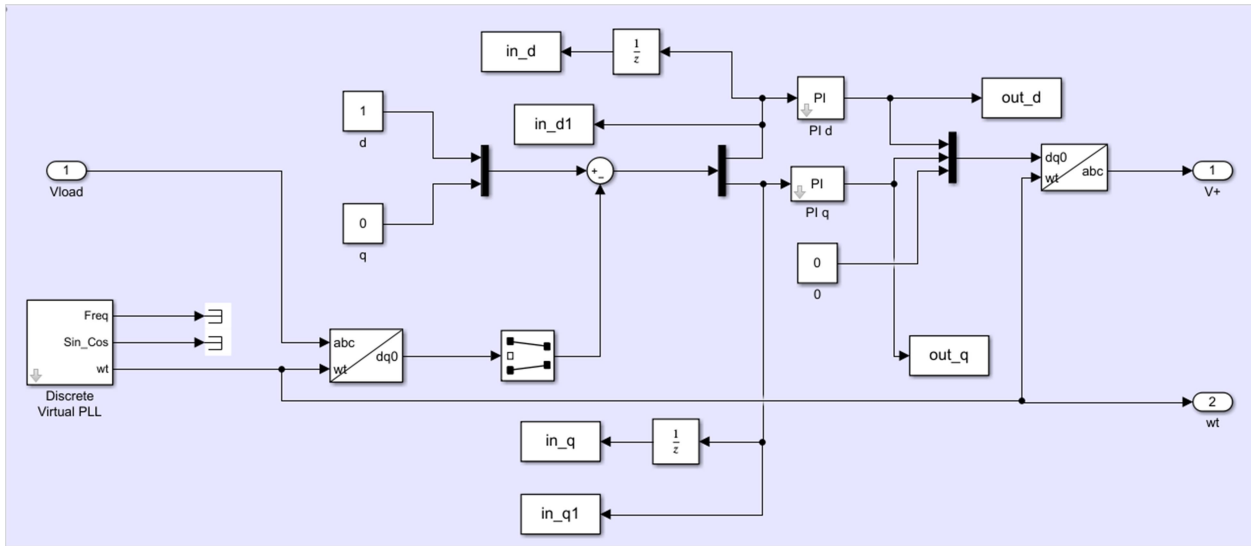 in_d
1
z
1
d
in_d1
PI
PI d
out_d
1
Vload
+
-
PI
PI q
dq0
wt
abc
1
V+
0
q
0
0
Freq
Sin_Cos
wt
Discrete
Virtual PLL
abc
wt
dq0
out_q
2
wt
in_q
1
z
in_q1